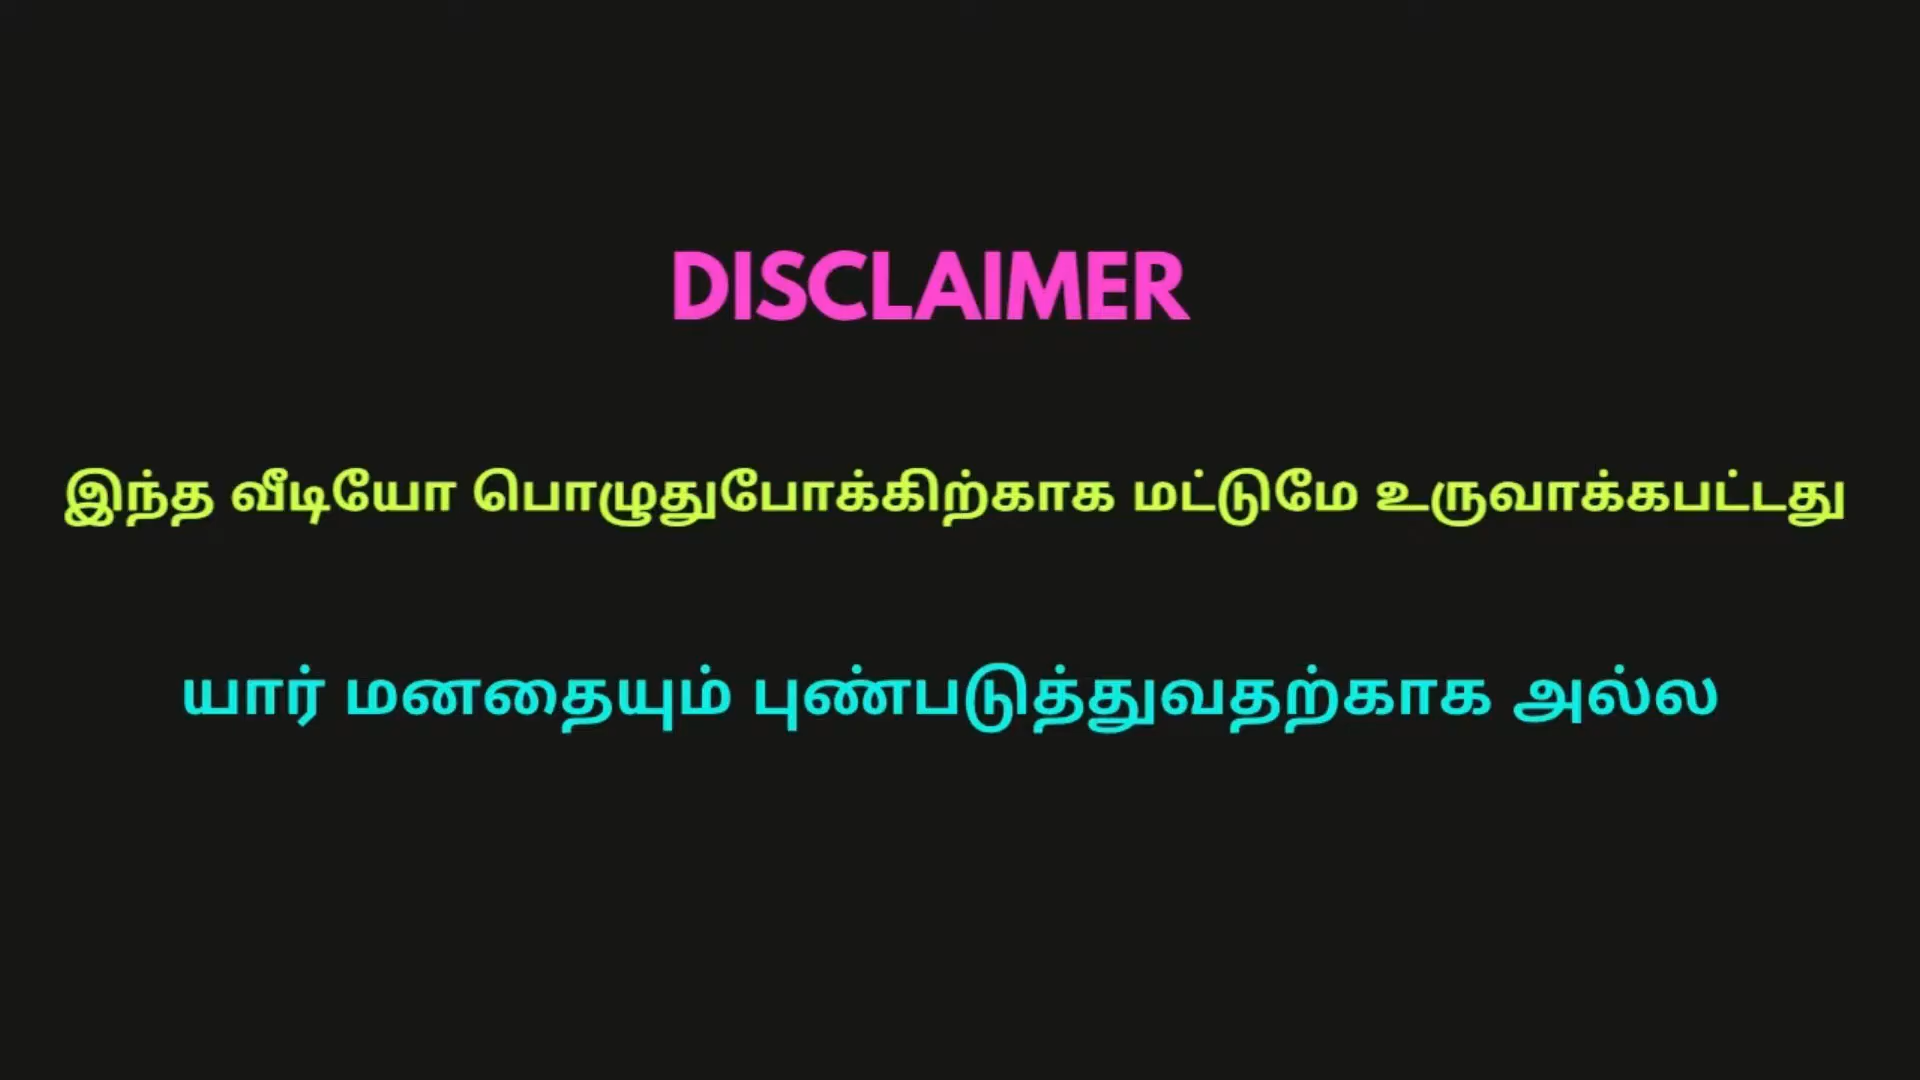 DISCLAIMER
இந்த வீடியோ பொழுதுபோக்கிற்காக மட்டுமே உருவாக்கபட்டது
யார் மனதையும் புண்படுத்துவதற்காக அல்ல